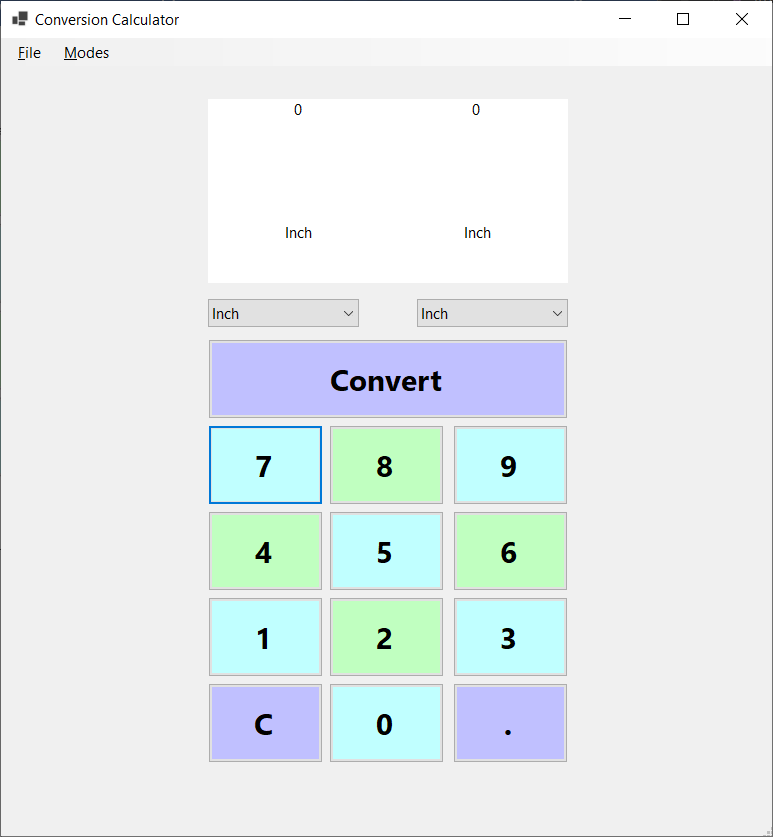 Conversion Calculator
File Modes
0 0
Inch Inch
Inch Inch
Convert
7 8 9
4 5 6
1 2 3
C 0 .